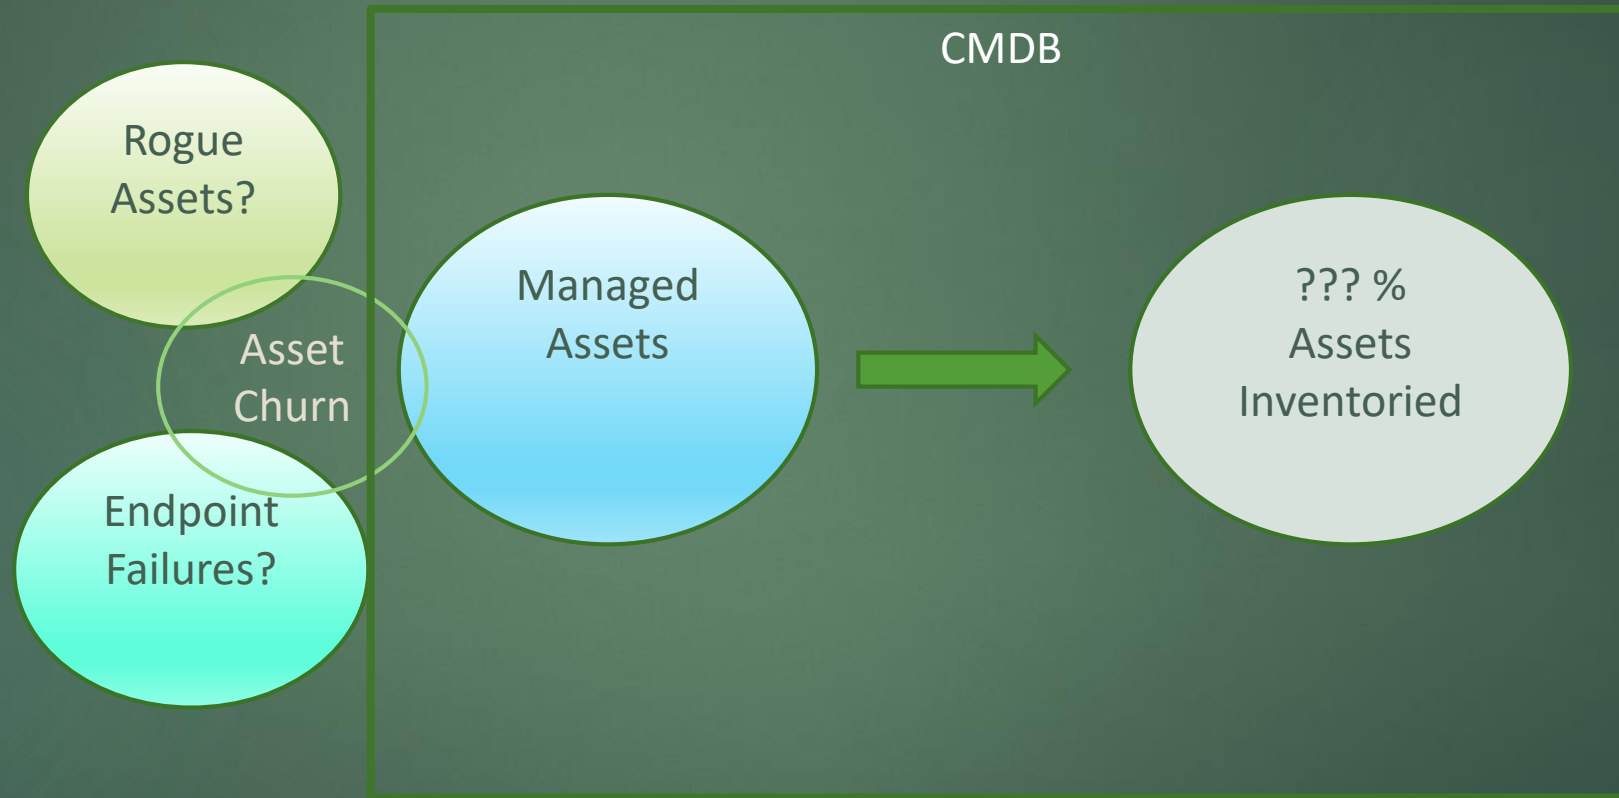 CMDB
Rogue
Assets?
Asset
Churn
Endpoint
Failures?
Managed
Assets
??? %
Assets
Inventoried